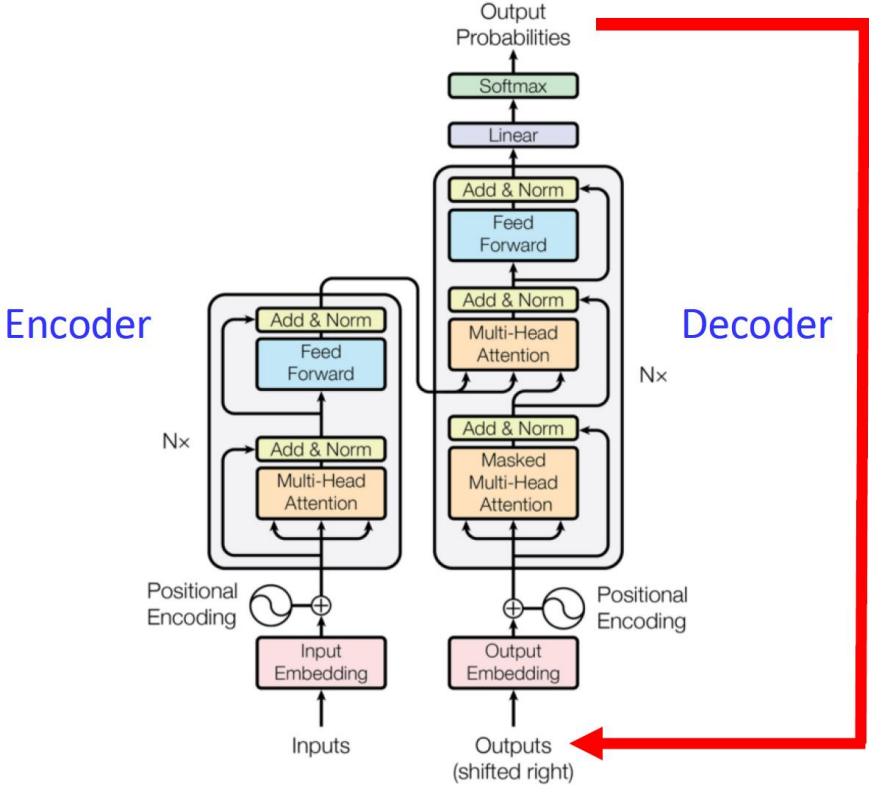 Output
Probabilities
Softmax
Linear
Add & Norm
Feed
Forward
Add & Norm
Multi-Head
Attention
Add & Norm
Masked
Multi-Head
Attention
Nx
Decoder
Positional
Encoding
Output
Embedding
Outputs
(shifted right)
Encoder
Add & Norm
Feed
Forward
Nx
Add & Norm
Multi-Head
Attention
Positional
Encoding
Input
Embedding
Inputs